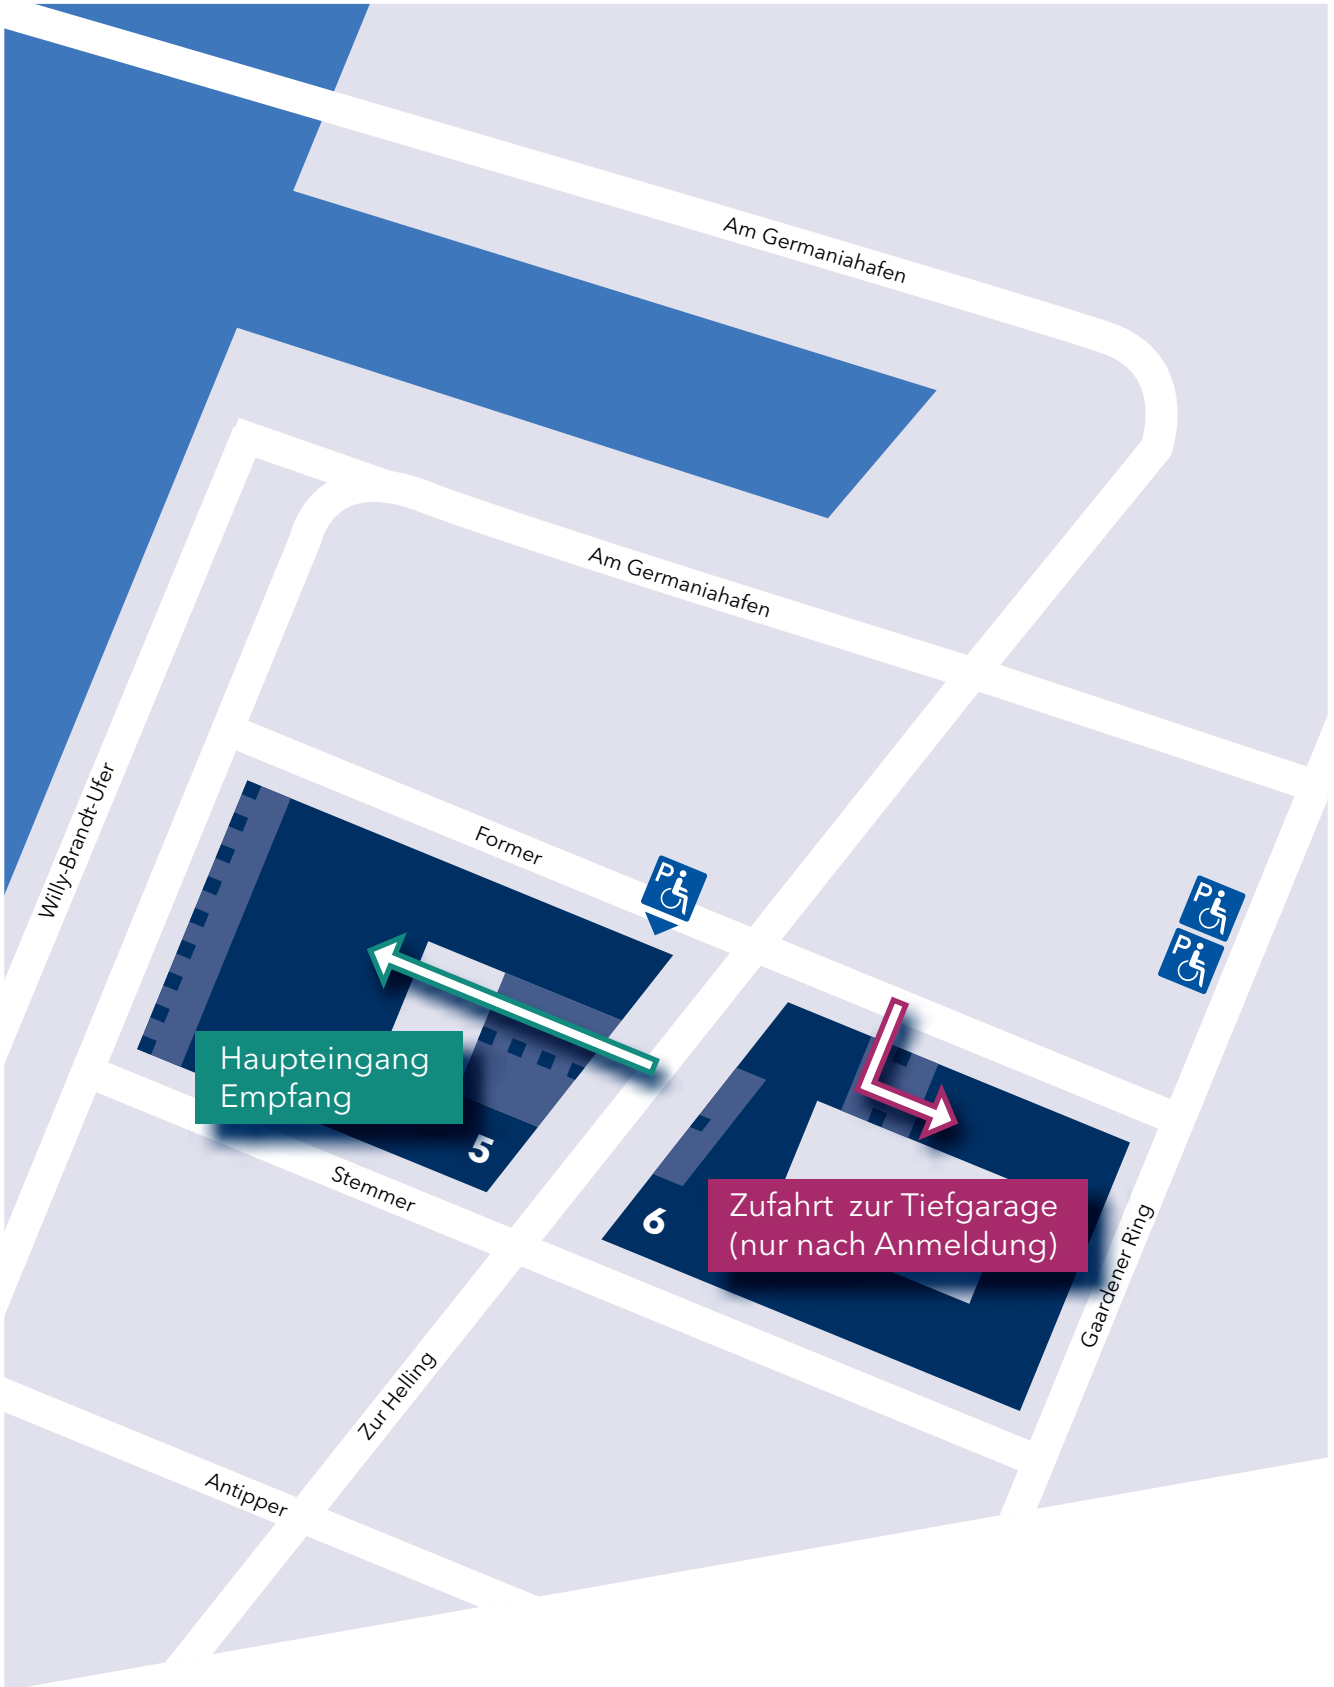 Am Germaniahafen
Am Germaniahafen
Willy-Brandt-Ufer
Former
P
P
P
Haupteingang
Empfang
5
Stemmer
6
Zufahrt zur Tiefgarage
(nur nach Anmeldung)
Gaardener Ring
Zur Helling
Antipper